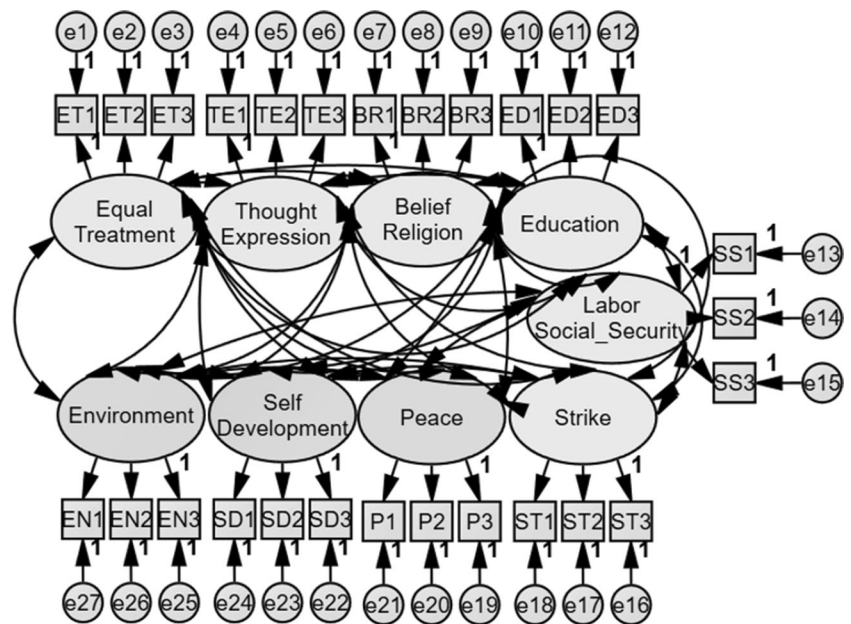 e1 e2 e3 e4 e5 e6 e7 e8 e9 e10 e11 e12
1 1 1 1 1 1 1 1 1 1 1 1
ET1 ET2 ET3 TE1 TE2 TE3 BR1 BR2 BR3 ED1 ED2 ED3
1 1 1 1
Equal
Treatment
Thought
Expression
Belief
Religion
Education
1
SS1 1 e13
Labor
Social_Security
SS2 1 e14
SS3 1 e15
Environment
Self
Development
Peace
Strike
1 1 1 1
EN1 EN2 EN3 SD1 SD2 SD3 P1 P2 P3 ST1 ST2 ST3
1 1 1 1 1 1 1 1 1 1 1 1
e27 e26 e25 e24 e23 e22 e21 e20 e19 e18 e17 e16